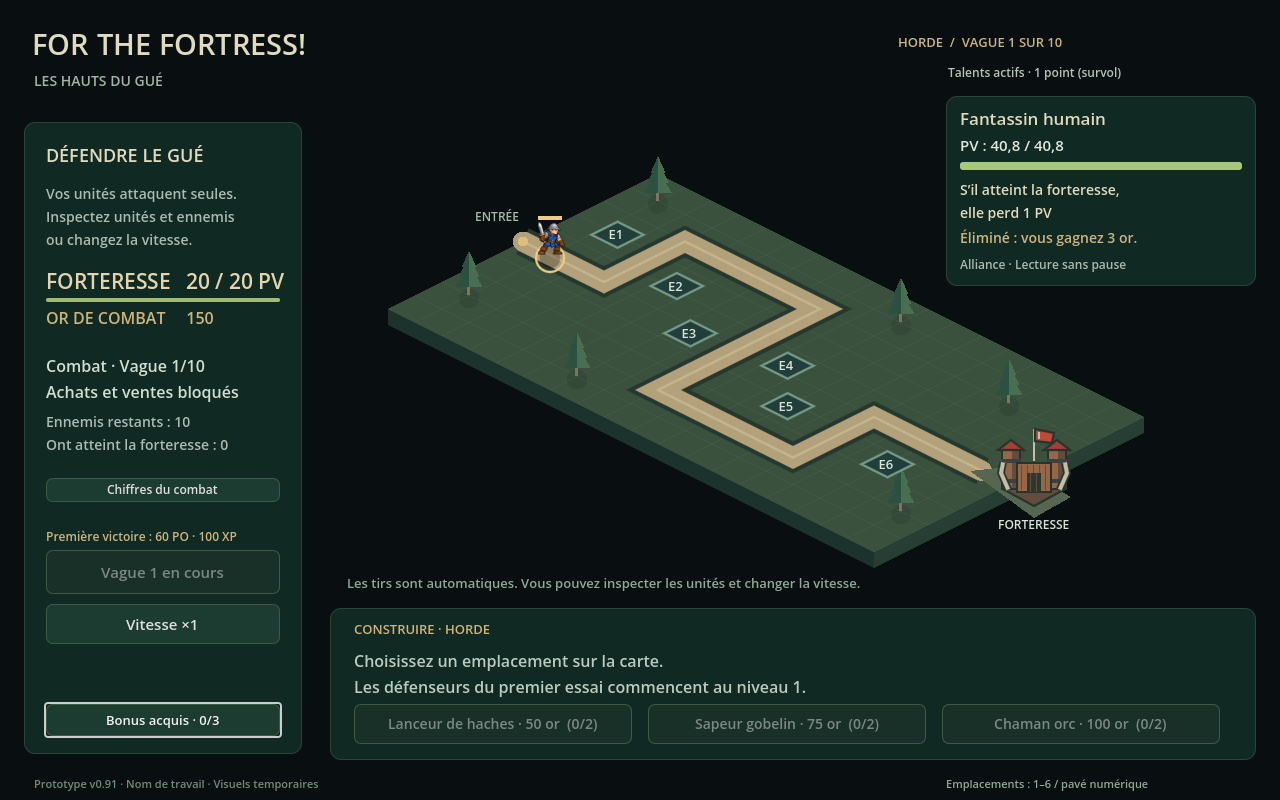 FOR THE FORTRESS!
LES HAUTS DU GUÉ
HORDE / VAGUE 1 SUR 10
Talents actifs · 1 point (survol)
Fantassin humain
PV : 40,8 / 40,8
S'il atteint la forteresse,
elle perd 1 PV
Éliminé : vous gagnez 3 or.
Alliance · Lecture sans pause
DÉFENDRE LE GUÉ
Vos unités attaquent seules.
Inspectez unités et ennemis
ou changez la vitesse.
FORTERESSE 20 / 20 PV
OR DE COMBAT 150
Combat · Vague 1/10
Achats et ventes bloqués
Ennemis restants : 10
Ont atteint la forteresse : 0
Chiffres du combat
Première victoire : 60 PO · 100 XP
Vague 1 en cours
Vitesse ×1
Bonus acquis · 0/3
ENTRÉE
E1
E2
E3
E4
E5
E6
FORTERESSE
Les tirs sont automatiques. Vous pouvez inspecter les unités et changer la vitesse.
CONSTRUIRE · HORDE
Choisissez un emplacement sur la carte.
Les défenseurs du premier essai commencent au niveau 1.
Lanceur de haches · 50 or (0/2)
Sapeur gobelin · 75 or (0/2)
Chaman orc · 100 or (0/2)
Prototype v0.91 · Nom de travail · Visuels temporaires
Emplacements : 1–6 / pavé numérique